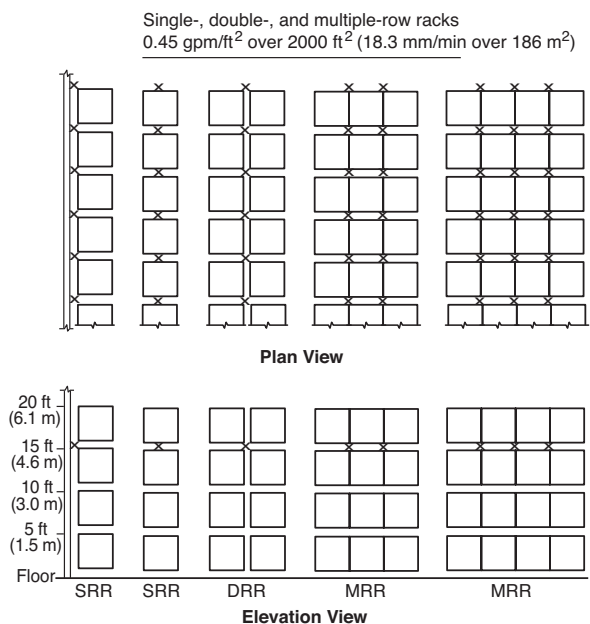 Single-, double-, and multiple-row racks
0.45 gpm/ft² over 2000 ft² (18.3 mm/min over 186 m²)
Plan View
20 ft
(6.1 m)
15 ft
(4.6 m)
10 ft
(3.0 m)
5 ft
(1.5 m)
Floor
SRR SRR DRR MRR MRR
Elevation View